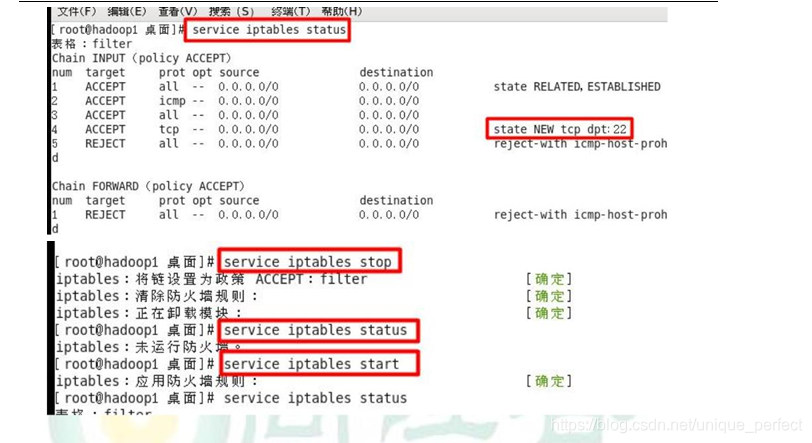 文件(F) 编辑(E) 查看(V) 搜索 (S) 终端(T) 帮助(H)
[root@hadoop1 桌面]# service iptables status
表格：filter
Chain INPUT (policy ACCEPT)
num target prot opt source destination
1 ACCEPT all -- 0.0.0.0/0 0.0.0.0/0 state RELATED,ESTABLISHED
2 ACCEPT icmp -- 0.0.0.0/0 0.0.0.0/0
3 ACCEPT all -- 0.0.0.0/0 0.0.0.0/0
4 ACCEPT tcp -- 0.0.0.0/0 0.0.0.0/0 state NEW tcp dpt:22
5 REJECT all -- 0.0.0.0/0 0.0.0.0/0 reject-with icmp-host-proh
d
Chain FORWARD (policy ACCEPT)
num target prot opt source destination
1 REJECT all -- 0.0.0.0/0 0.0.0.0/0 reject-with icmp-host-proh
d
[root@hadoop1 桌面]# service iptables stop
iptables：将链设置为政策 ACCEPT：filter [确定]
iptables：清除防火墙规则： [确定]
iptables：正在卸载模块： [确定]
[root@hadoop1 桌面]# service iptables status
iptables：未运行防火墙。
[root@hadoop1 桌面]# service iptables start
iptables：应用防火墙规则： [确定]
[root@hadoop1 桌面]# service iptables status
表格：filter
https://blog.csdn.net/unique_perfect